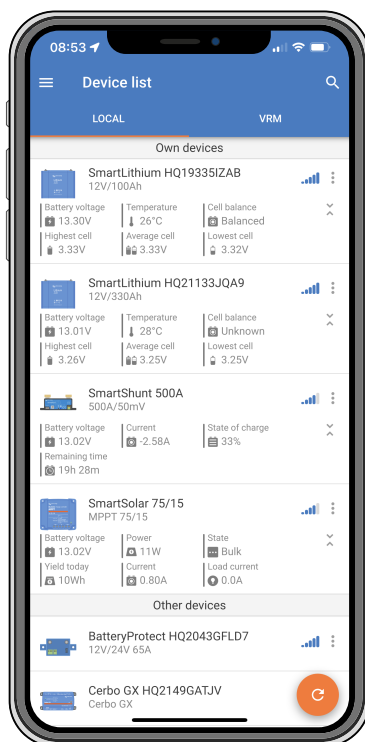 08:53
Device list
LOCAL VRM
Own devices
SmartLithium HQ19335IZAB
12V/100Ah
Battery voltage Temperature Cell balance
13.30V 26°C Balanced
Highest cell Average cell Lowest cell
3.33V 3.33V 3.32V
SmartLithium HQ21133JQA9
12V/330Ah
Battery voltage Temperature Cell balance
13.01V 28°C Unknown
Highest cell Average cell Lowest cell
3.26V 3.25V 3.25V
SmartShunt 500A
500A/50mV
Battery voltage Current State of charge
13.02V -2.58A 33%
Remaining time
19h 28m
SmartSolar 75/15
MPPT 75/15
Battery voltage Power State
13.02V 11W Bulk
Yield today Current Load current
10Wh 0.80A 0.0A
Other devices
BatteryProtect HQ2043GFLD7
12V/24V 65A
Cerbo GX HQ2149GATJV
Cerbo GX